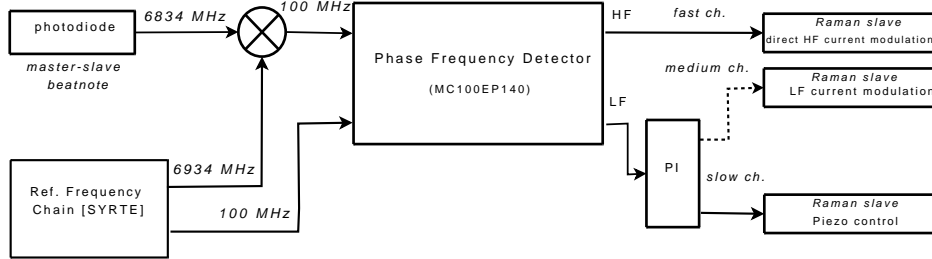 6834 MHz
100 MHz
HF
fast ch.
Raman slave
direct HF current modulation
photodiode
master-slave
beatnote
Phase Frequency Detector
(MC100EP140)
medium ch.
Raman slave
LF current modulation
LF
6934 MHz
PI
slow ch.
Ref. Frequency
Chain [SYRTE]
100 MHz
Raman slave
Piezo control